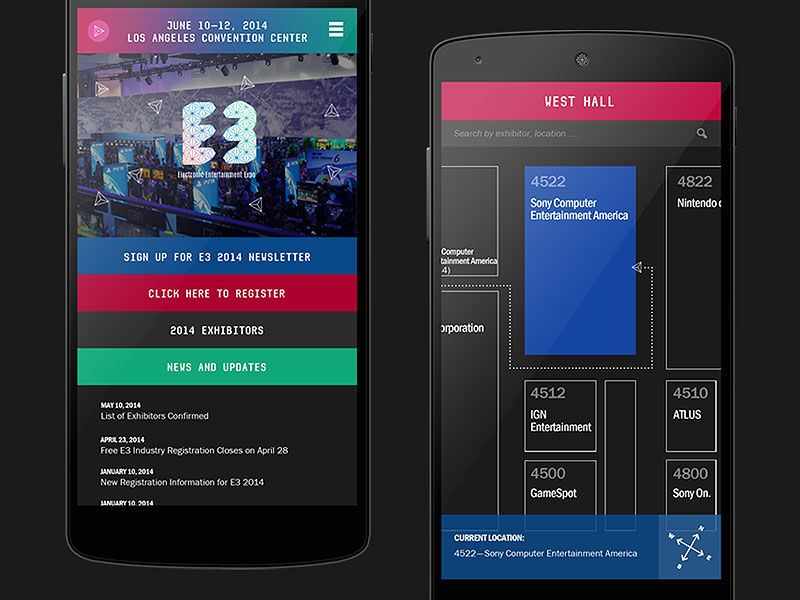 JUNE 10–12, 2014
LOS ANGELES CONVENTION CENTER
E3
Electronic Entertainment Expo
SIGN UP FOR E3 2014 NEWSLETTER
CLICK HERE TO REGISTER
2014 EXHIBITORS
NEWS AND UPDATES
MAY 10, 2014
List of Exhibitors Confirmed
APRIL 23, 2014
Free E3 Industry Registration Closes on April 28
JANUARY 10, 2014
New Registration Information for E3 2014
JANUARY 10, 2014
WEST HALL
Search by exhibitor, location.....
4522
Sony Computer
Entertainment America
4822
Nintendo o
Computer
tainment America
4)
orporation
4512
IGN
Entertainment
4510
ATLUS
4500
GameSpot
4800
Sony On.
CURRENT LOCATION:
4522—Sony Computer Entertainment America
N
W
E
S